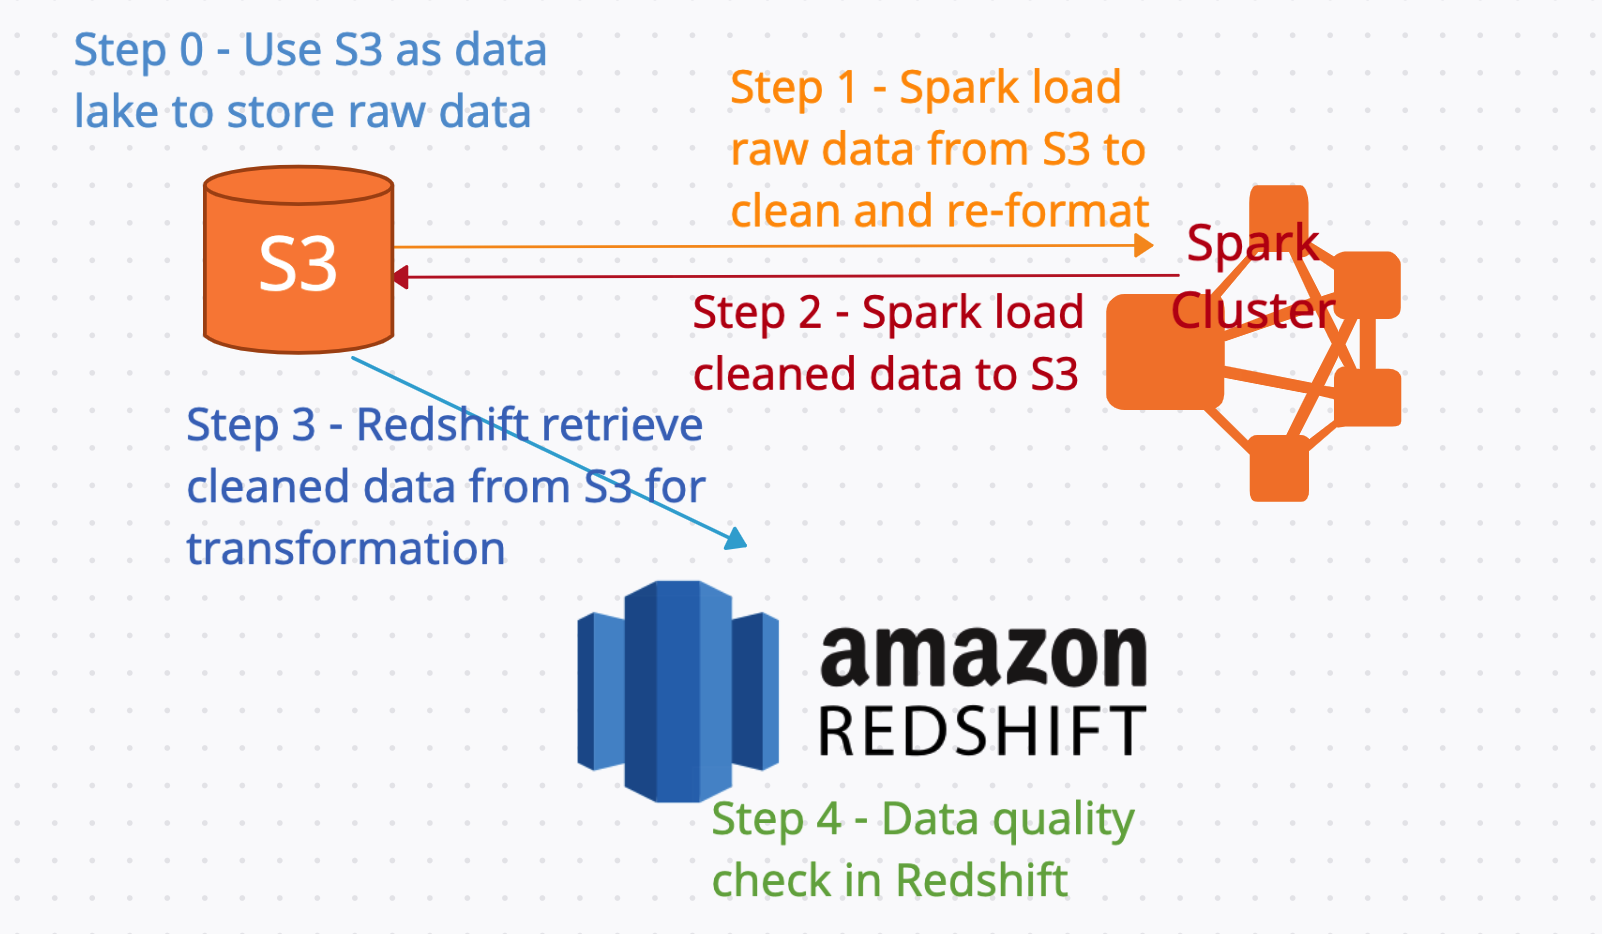 Step 0 - Use S3 as data
lake to store raw data
Step 1 - Spark load
raw data from S3 to
clean and re-format
S3
Spark
Cluster
Step 2 - Spark load
cleaned data to S3
Step 3 - Redshift retrieve
cleaned data from S3 for
transformation
amazon
REDSHIFT
Step 4 - Data quality
check in Redshift